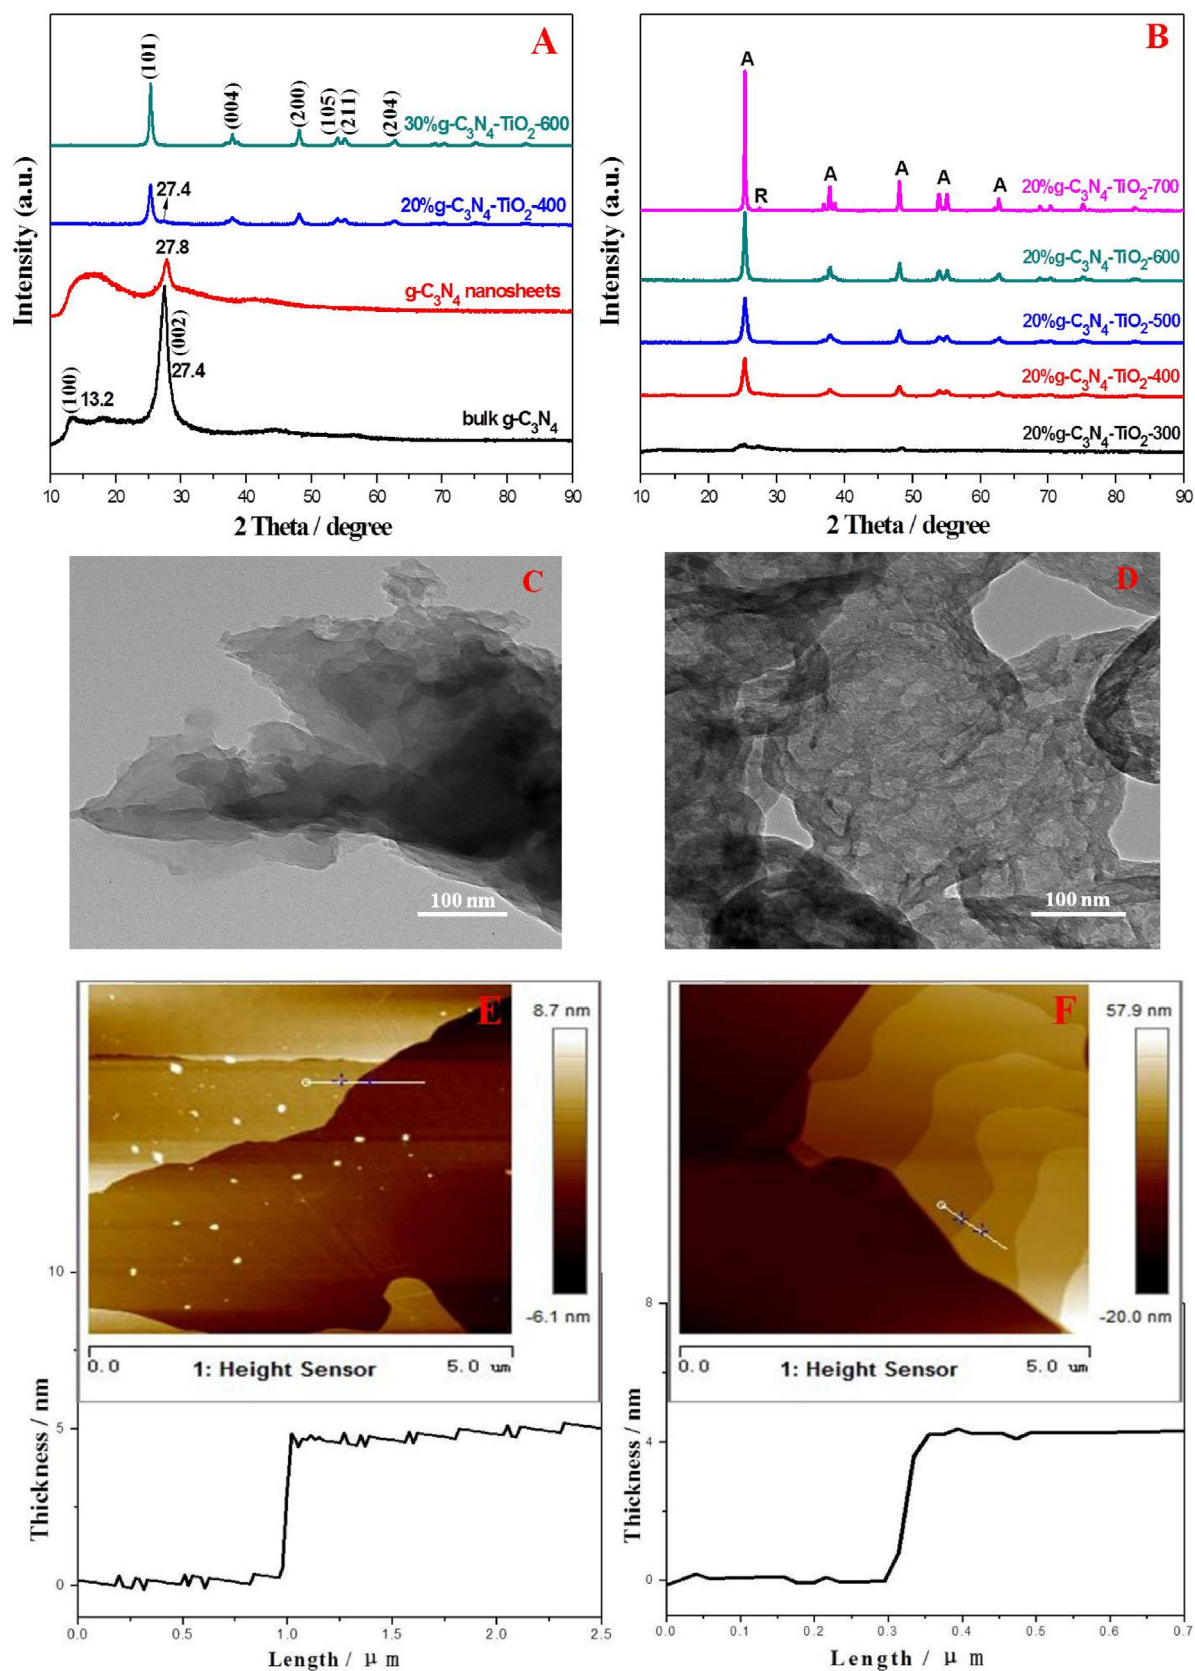 A
(101)
(004)
(200)
(105)
(211)
(204)
30%g-C₃N₄-TiO₂-600
27.4
20%g-C₃N₄-TiO₂-400
27.8
g-C₃N₄ nanosheets
(002)
27.4
(100)
13.2
bulk g-C₃N₄
Intensity (a.u.)
10 20 30 40 50 60 70 80 90
2 Theta / degree
B
A
R
A
A
A
A
20%g-C₃N₄-TiO₂-700
20%g-C₃N₄-TiO₂-600
20%g-C₃N₄-TiO₂-500
20%g-C₃N₄-TiO₂-400
20%g-C₃N₄-TiO₂-300
Intensity (a.u.)
10 20 30 40 50 60 70 80 90
2 Theta / degree
C
100 nm
D
100 nm
E
8.7 nm
-6.1 nm
0.0
1: Height Sensor
5.0 um
10
5
0
Thickness / nm
0.0 0.5 1.0 1.5 2.0 2.5
Length / μ m
F
57.9 nm
-20.0 nm
0.0
1: Height Sensor
5.0 um
8
4
0
Thickness / nm
0.0 0.1 0.2 0.3 0.4 0.5 0.6 0.7
Length / μ m